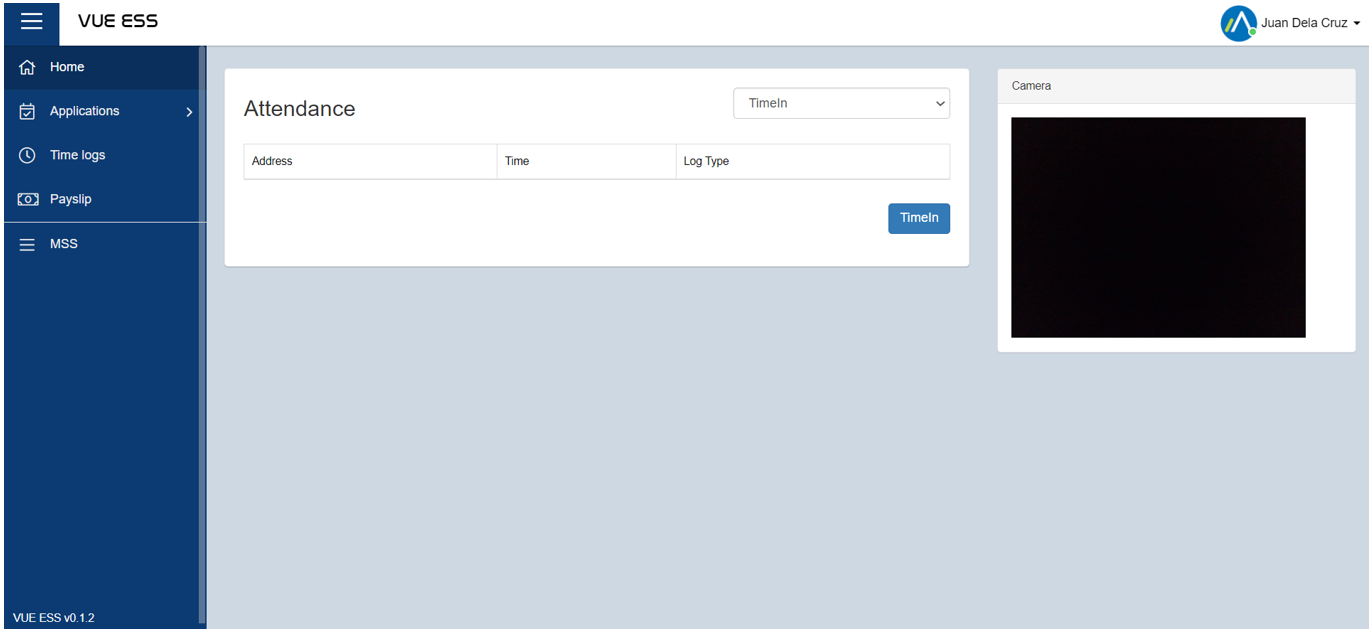 VUE ESS
Juan Dela Cruz
Home
Applications
Time logs
Payslip
MSS
VUE ESS v0.1.2
Attendance
TimeIn
Address Time Log Type
TimeIn
Camera